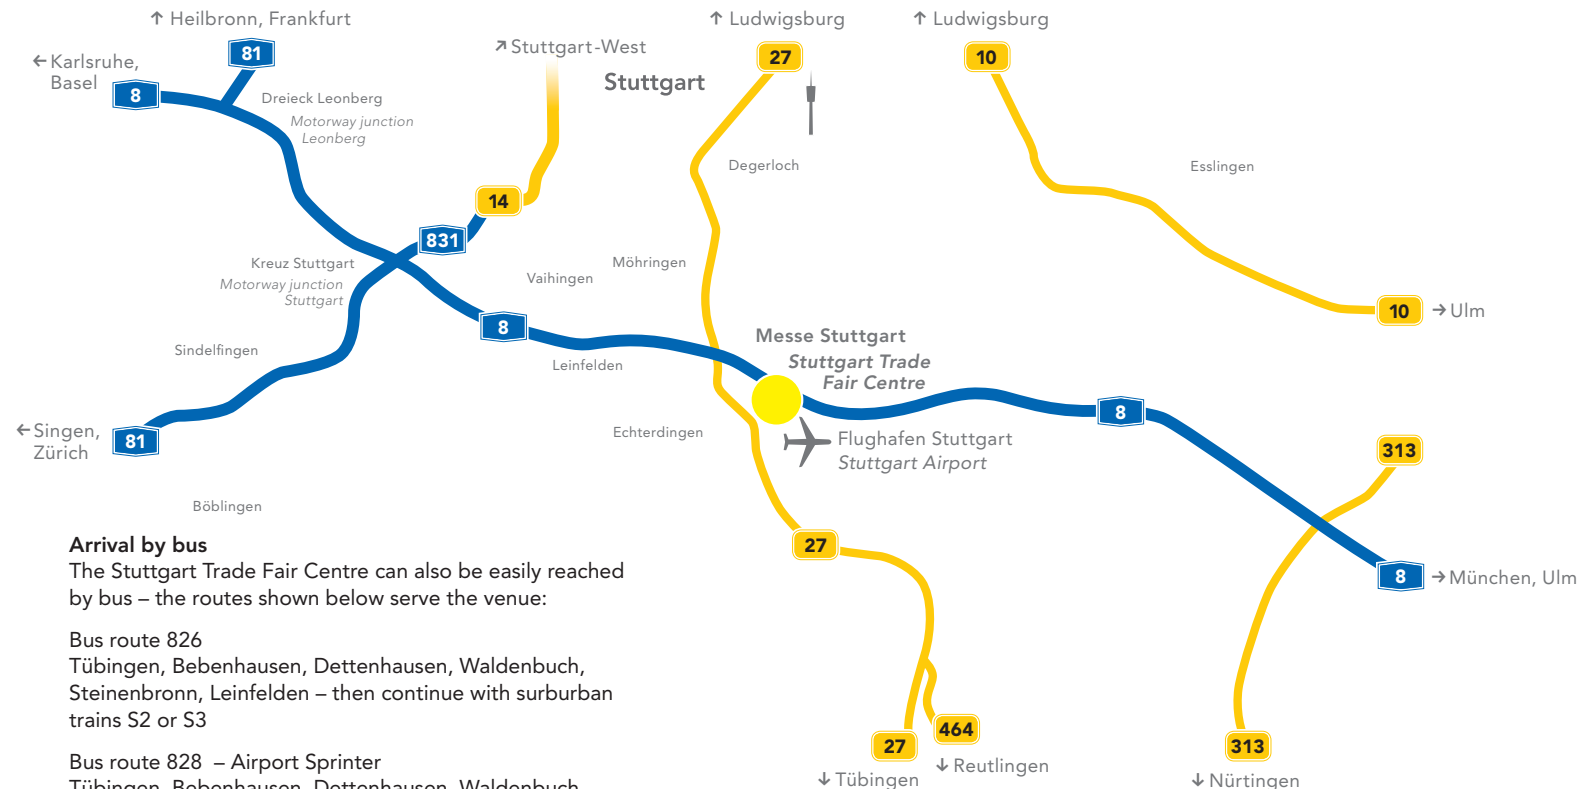 ↑ Heilbronn, Frankfurt
↑ Ludwigsburg
↑ Ludwigsburg
← Karlsruhe,
Basel
81
↗ Stuttgart-West
27
10
8
Stuttgart
Dreieck Leonberg
Motorway junction
Leonberg
Degerloch
Esslingen
14
831
Kreuz Stuttgart
Motorway junction
Stuttgart
Möhringen
Vaihingen
8
10
→ Ulm
Sindelfingen
Leinfelden
Messe Stuttgart
Stuttgart Trade
Fair Centre
8
← Singen,
Zürich
81
Echterdingen
Flughafen Stuttgart
Stuttgart Airport
313
Böblingen
27
8
→ München, Ulm
Arrival by bus
The Stuttgart Trade Fair Centre can also be easily reached
by bus – the routes shown below serve the venue:
Bus route 826
Tübingen, Bebenhausen, Dettenhausen, Waldenbuch,
Steinenbronn, Leinfelden – then continue with surburban
trains S2 or S3
Bus route 828 – Airport Sprinter
Tübingen, Bebenhausen, Dettenhausen, Waldenbuch,
27
464
313
↓ Tübingen
↓ Reutlingen
↓ Nürtingen